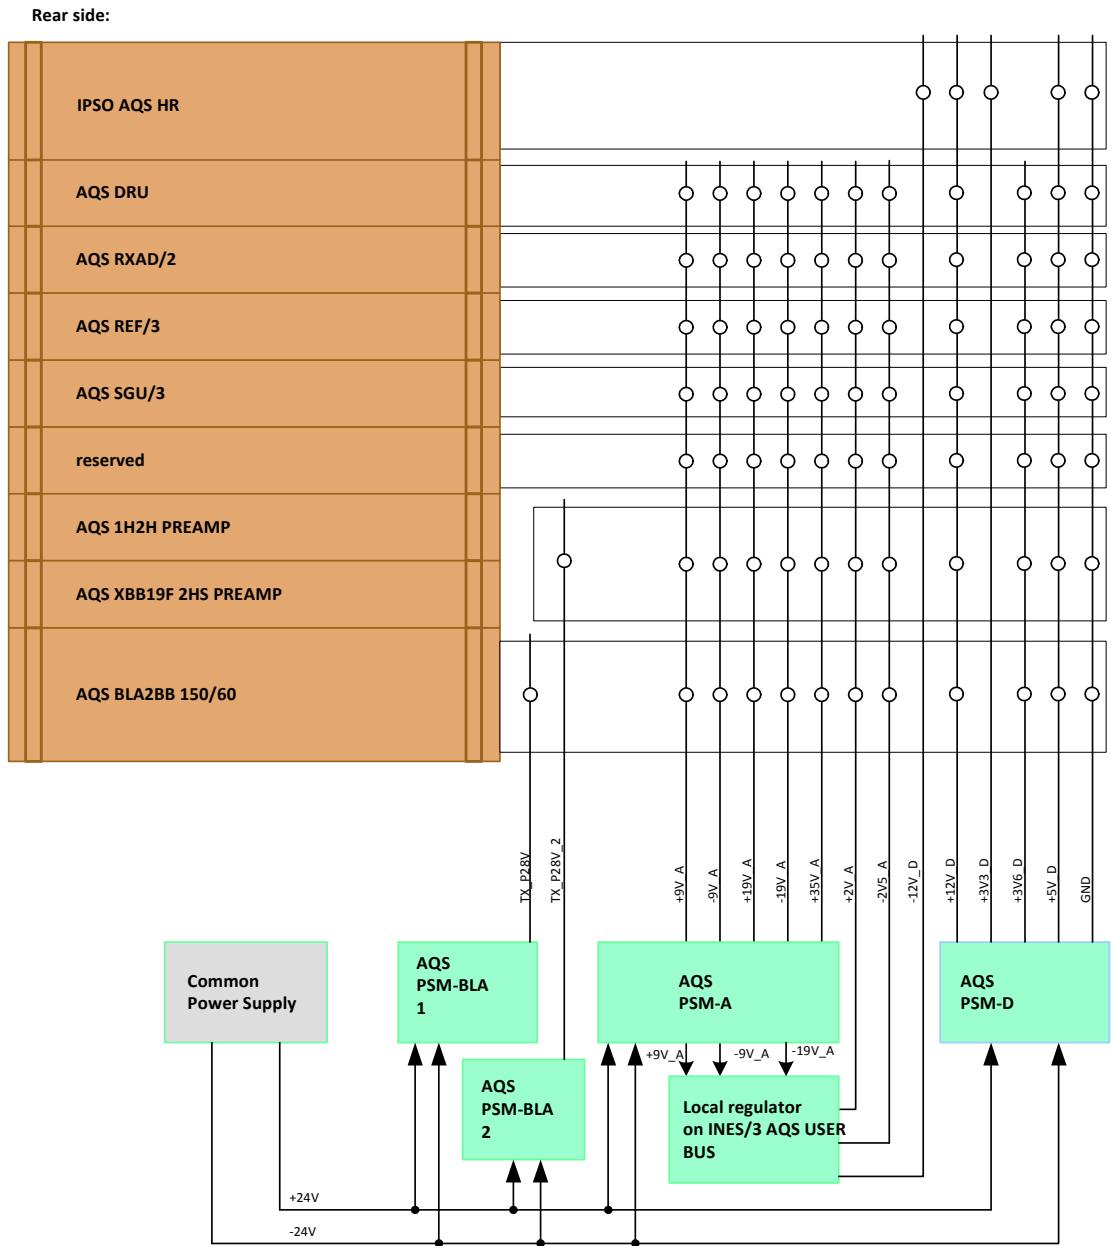 Rear side:
IPSO AQS HR
AQS DRU
AQS RXAD/2
AQS REF/3
AQS SGU/3
reserved
AQS 1H2H PREAMP
AQS XBB19F 2HS PREAMP
AQS BLA2BB 150/60
TX_P28V
TX_P28V_2
+9V_A
-9V_A
+19V_A
-19V_A
+35V_A
+2V_A
-2V5_A
-12V_D
+12V_D
+3V3_D
+3V6_D
+5V_D
GND
Common
Power Supply
AQS
PSM-BLA
1
AQS
PSM-A
AQS
PSM-D
+9V_A
-9V_A
-19V_A
AQS
PSM-BLA
2
Local regulator
on INES/3 AQS USER
BUS
+24V
-24V